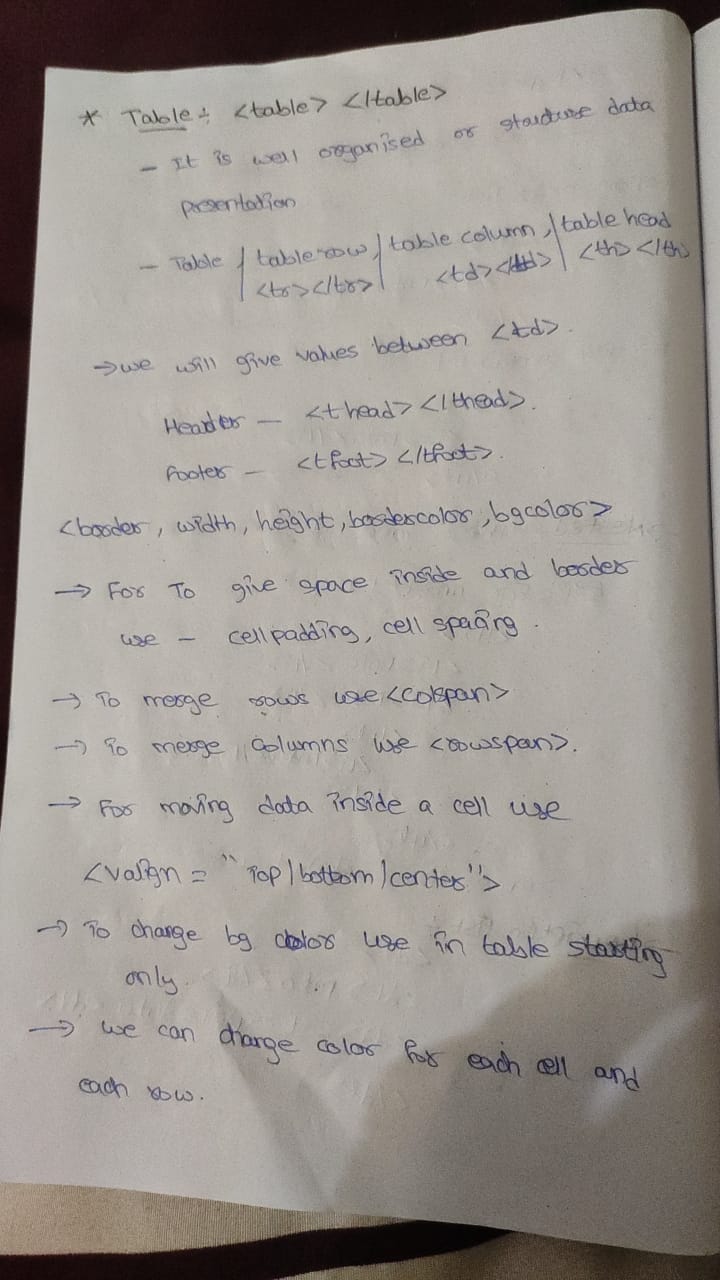 * Table ÷ <table> </table>
- It is well organised or structure data
presentation
- Table / table row / table column / table head
<tr></tr> <td></td> <th></th>
→ we will give values between <td>.
Header - <thead></thead>.
Footer - <tfoot></tfoot>.
<border, width, height, bordercolor, bgcolor>
→ For To give space inside and border
use - cellpadding, cell spacing.
→ To merge rows use <colspan>
→ To merge columns use <rowspan>.
→ For moving data inside a cell use
<valign = "Top/bottom/center">
→ To change bg color use in table starting
only.
→ we can change color for each cell and
each row.